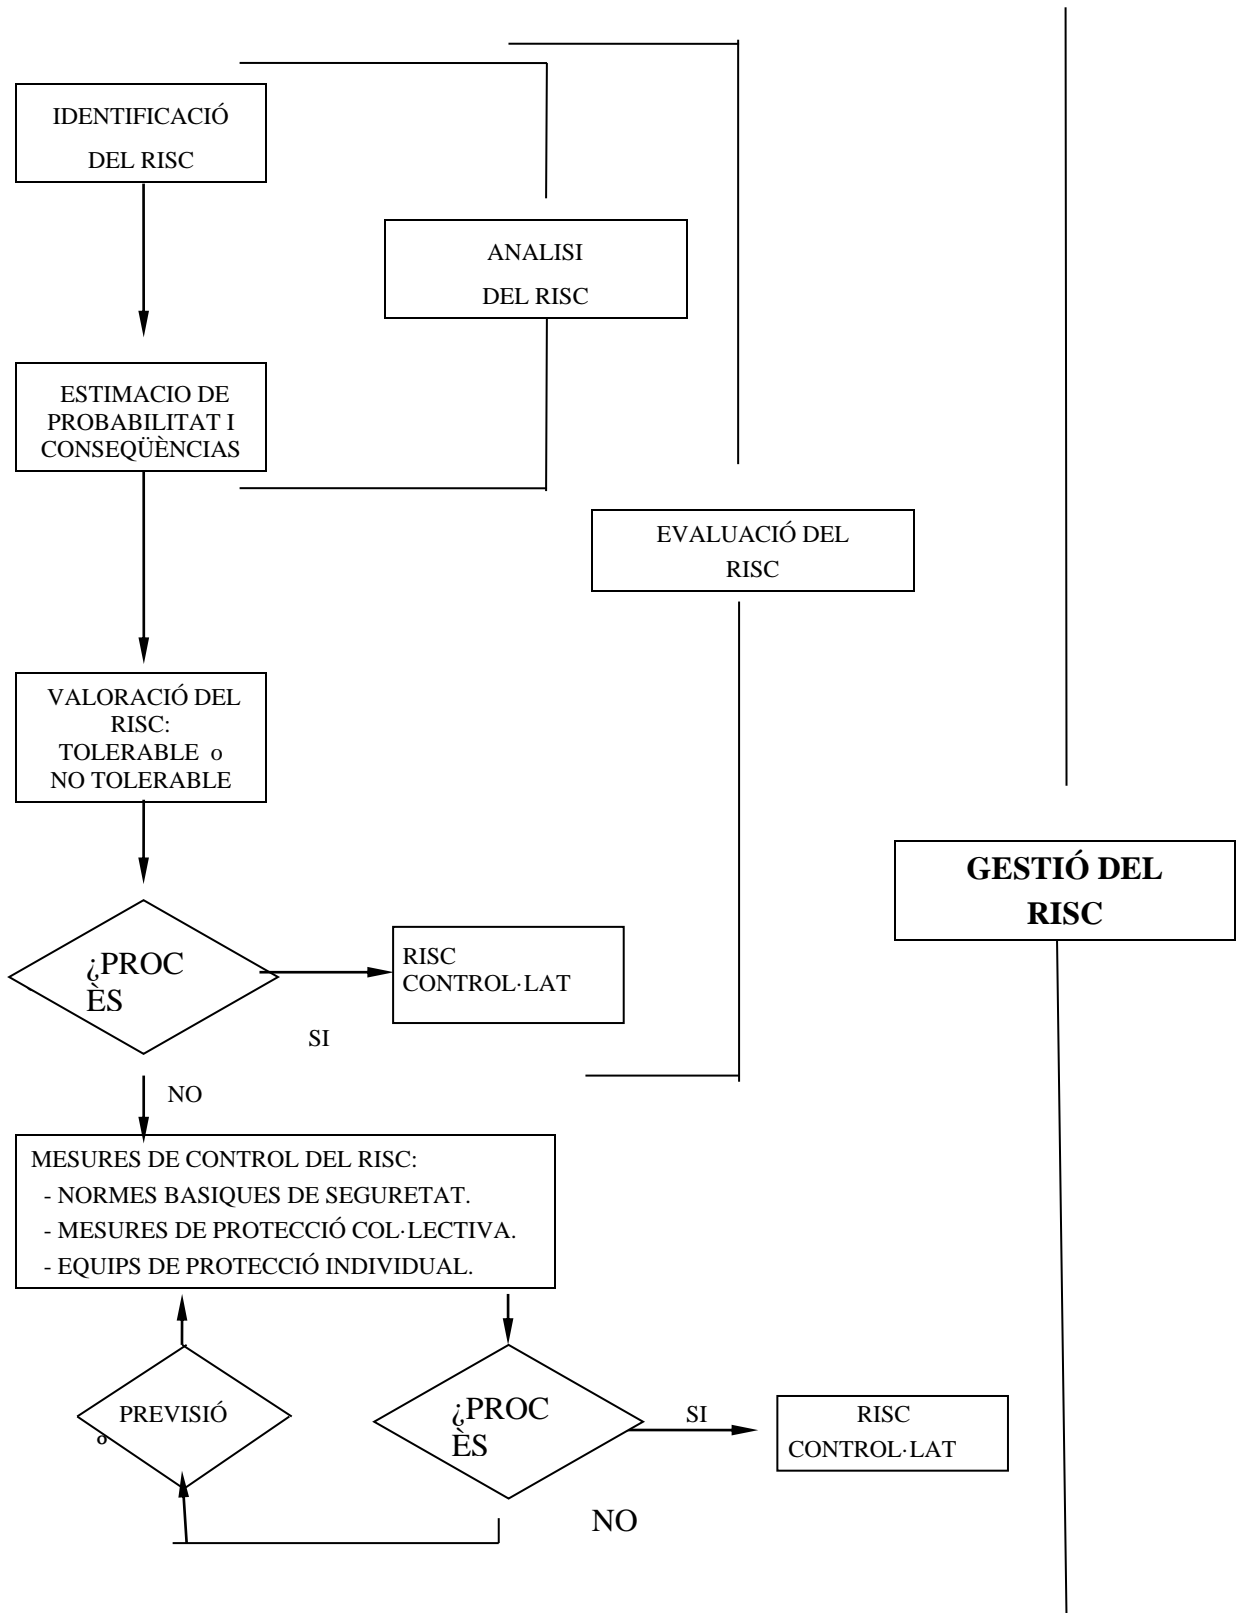 IDENTIFICACIÓ
DEL RISC
ANALISI
DEL RISC
ESTIMACIO DE
PROBABILITAT I
CONSEQÜÈNCIAS
EVALUACIÓ DEL
RISC
VALORACIÓ DEL
RISC:
TOLERABLE o
NO TOLERABLE
GESTIÓ DEL
RISC
¿PROC
ÈS
RISC
CONTROL·LAT
SI
NO
MESURES DE CONTROL DEL RISC:
- NORMES BASIQUES DE SEGURETAT.
- MESURES DE PROTECCIÓ COL·LECTIVA.
- EQUIPS DE PROTECCIÓ INDIVIDUAL.
PREVISIÓ
o
¿PROC
ÈS
SI
RISC
CONTROL·LAT
NO